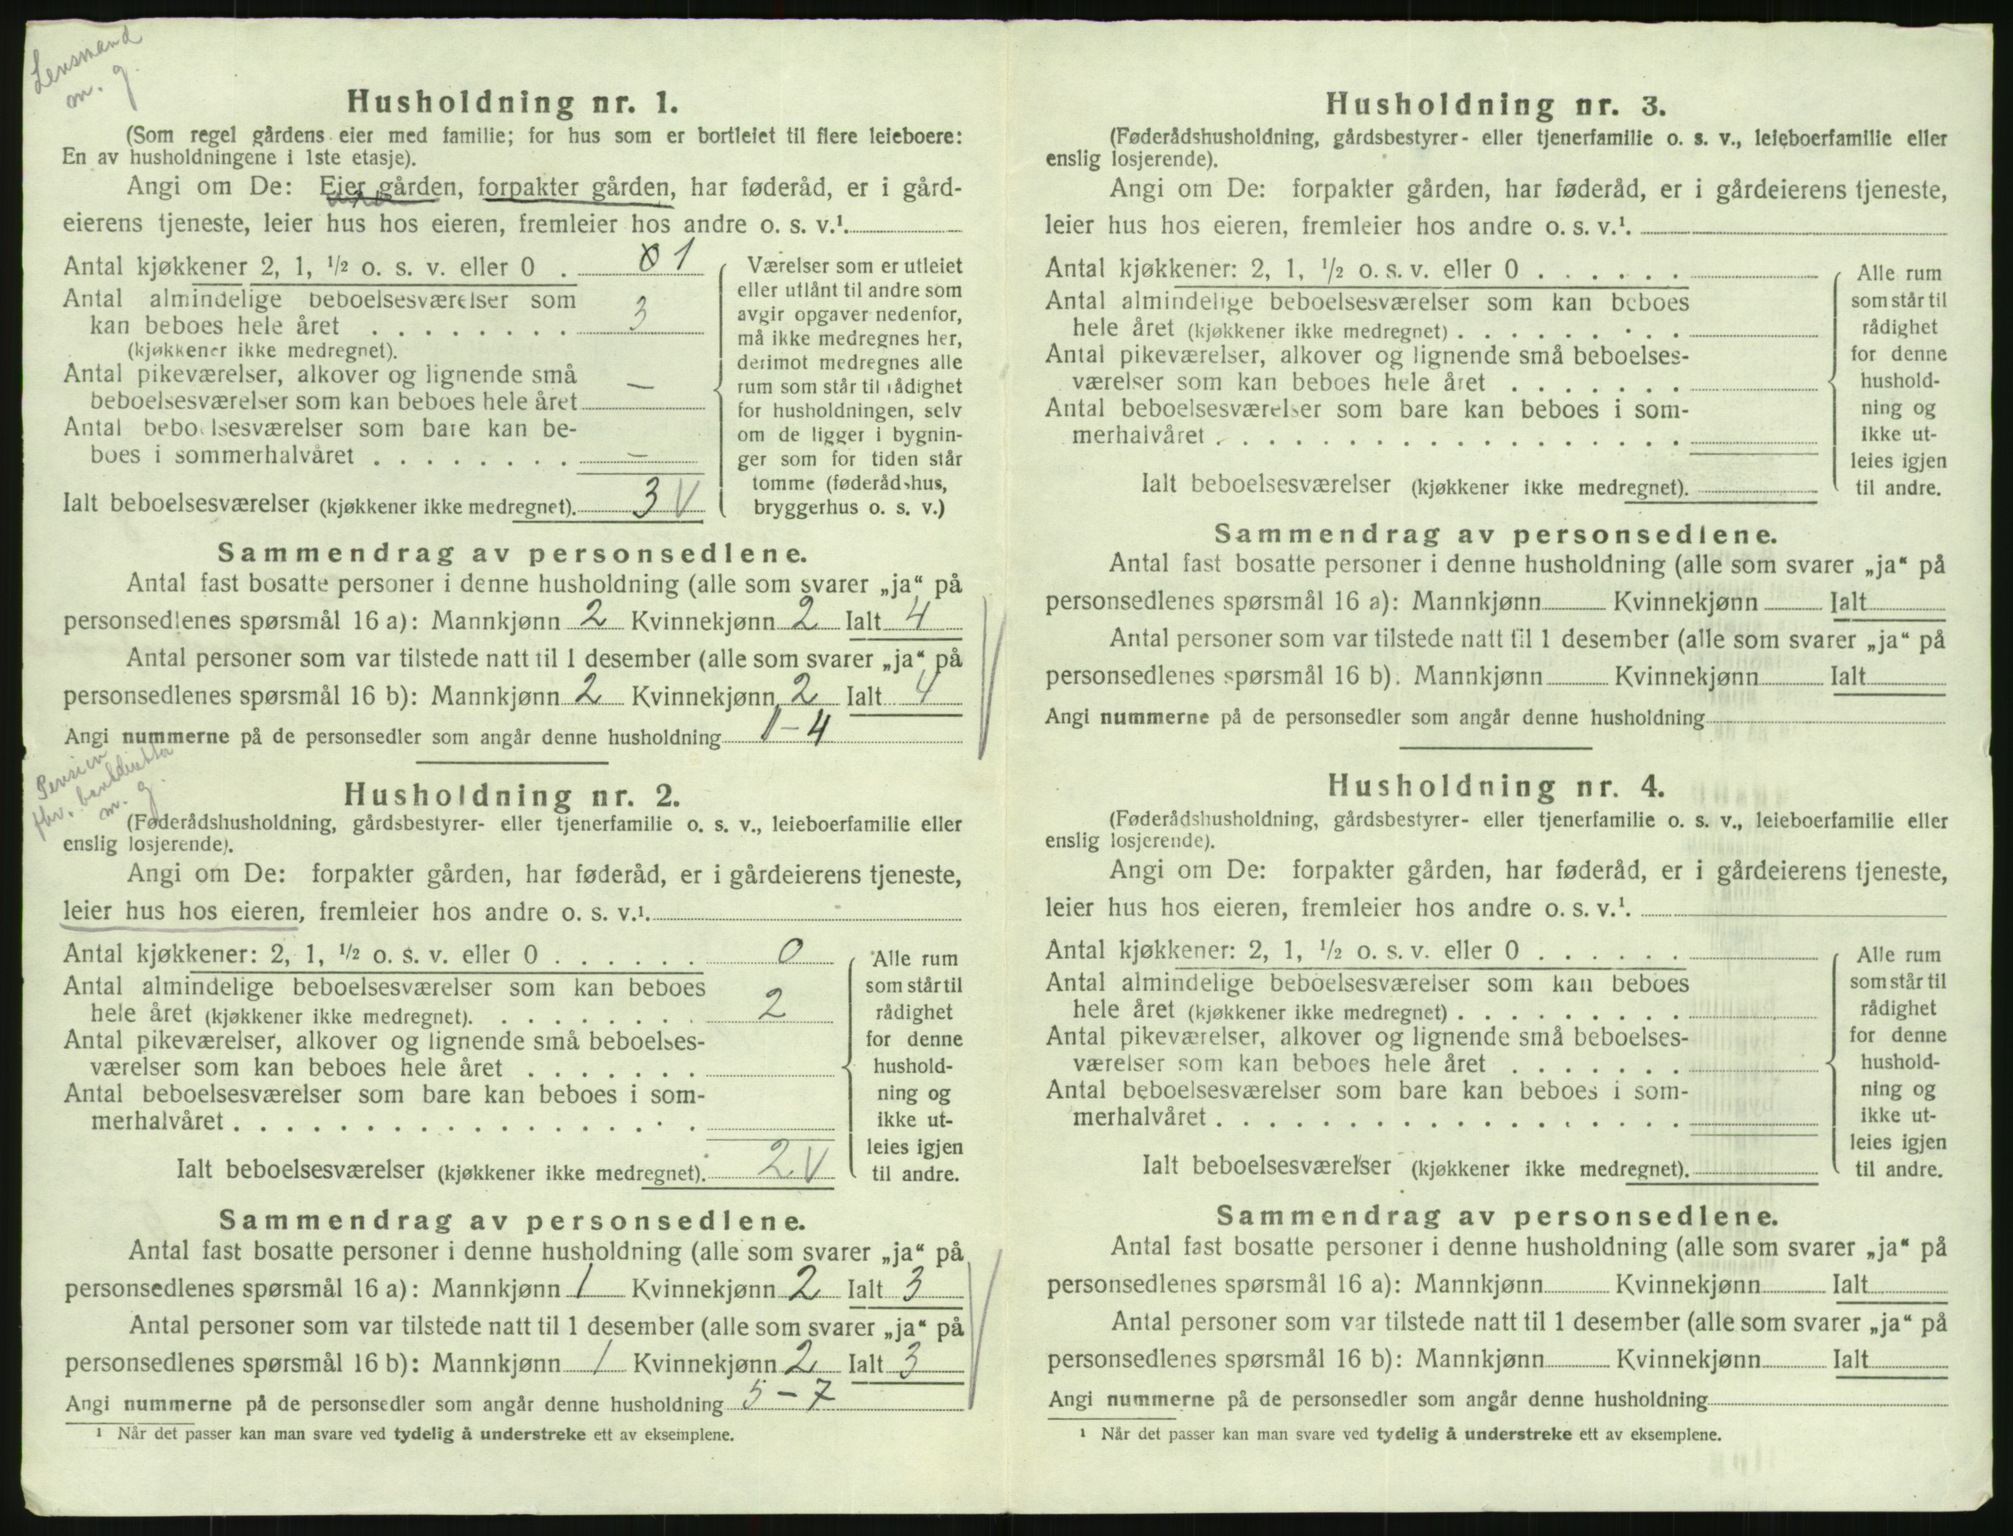 Lensmand
m. g.
Husholdning nr. 1.
(Som regel gårdens eier med familie; for hus som er bortleiet til flere leieboere:
En av husholdningene i 1ste etasje).
Angi om De: Eier gården, forpakter gården, har føderåd, er i gård-
eierens tjeneste, leier hus hos eieren, fremleier hos andre o. s. v.¹
Antal kjøkkener 2, 1, ½ o. s. v. eller 0 . 0 1
Antal almindelige beboelsesværelser som
kan beboes hele året . . . . . . . . 3
(kjøkkener ikke medregnet).
Antal pikeværelser, alkover og lignende små
beboelsesværelser som kan beboes hele året —
Antal beboelsesværelser som bare kan be-
boes i sommerhalvåret . . . . . . . . —
Ialt beboelsesværelser (kjøkkener ikke medregnet). 3 V
Værelser som er utleiet
eller utlånt til andre som
avgir opgaver nedenfor,
må ikke medregnes her,
derimot medregnes alle
rum som står til rådighet
for husholdningen, selv
om de ligger i bygnin-
ger som for tiden står
tomme (føderådshus,
bryggerhus o. s. v.)
Sammendrag av personsedlene.
Antal fast bosatte personer i denne husholdning (alle som svarer „ja“ på
personsedlenes spørsmål 16 a): Mannkjønn 2 Kvinnekjønn 2 Ialt 4
Antal personer som var tilstede natt til 1 desember (alle som svarer „ja“ på
personsedlenes spørsmål 16 b): Mannkjønn 2 Kvinnekjønn 2 Ialt 4
Angi nummerne på de personsedler som angår denne husholdning 1–4
fhv.
m. g.
Husholdning nr. 2.
(Føderådshusholdning, gårdsbestyrer- eller tjenerfamilie o. s. v., leieboerfamilie eller
enslig losjerende).
Angi om De: forpakter gården, har føderåd, er i gårdeierens tjeneste,
leier hus hos eieren, fremleier hos andre o. s. v.¹
Antal kjøkkener: 2, 1, ½ o. s. v. eller 0 . . . . . . 0
Antal almindelige beboelsesværelser som kan beboes
hele året (kjøkkener ikke medregnet). . . . . . . . . 2
Antal pikeværelser, alkover og lignende små beboelses-
værelser som kan beboes hele året . . . . . . .
Antal beboelsesværelser som bare kan beboes i som-
merhalvåret . . . . . . . . . . . . . . . . . .
Ialt beboelsesværelser (kjøkkener ikke medregnet). 2 V
Alle rum
som står til
rådighet
for denne
hushold-
ning og
ikke ut-
leies igjen
til andre.
Sammendrag av personsedlene.
Antal fast bosatte personer i denne husholdning (alle som svarer „ja“ på
personsedlenes spørsmål 16 a): Mannkjønn 1 Kvinnekjønn 2 Ialt 3
Antal personer som var tilstede natt til 1 desember (alle som svarer „ja“ på
personsedlenes spørsmål 16 b): Mannkjønn 1 Kvinnekjønn 2 Ialt 3
Angi nummerne på de personsedler som angår denne husholdning 5–7
¹ Når det passer kan man svare ved tydelig å understreke ett av eksemplene.
Husholdning nr. 3.
(Føderådshusholdning, gårdsbestyrer- eller tjenerfamilie o. s. v., leieboerfamilie eller
enslig losjerende).
Angi om De: forpakter gården, har føderåd, er i gårdeierens tjeneste,
leier hus hos eieren, fremleier hos andre o. s. v.¹
Antal kjøkkener: 2, 1, ½ o. s. v. eller 0 . . . . . .
Antal almindelige beboelsesværelser som kan beboes
hele året (kjøkkener ikke medregnet) . . . . . . . . .
Antal pikeværelser, alkover og lignende små beboelses-
værelser som kan beboes hele året . . . . . . .
Antal beboelsesværelser som bare kan beboes i som-
merhalvåret . . . . . . . . . . . . . . . . . .
Ialt beboelsesværelser (kjøkkener ikke medregnet).
Alle rum
som står til
rådighet
for denne
hushold-
ning og
ikke ut-
leies igjen
til andre.
Sammendrag av personsedlene.
Antal fast bosatte personer i denne husholdning (alle som svarer „ja“ på
personsedlenes spørsmål 16 a): Mannkjønn Kvinnekjønn Ialt
Antal personer som var tilstede natt til 1 desember (alle som svarer „ja“ på
personsedlenes spørsmål 16 b). Mannkjønn Kvinnekjønn Ialt
Angi nummerne på de personsedler som angår denne husholdning
Husholdning nr. 4.
(Føderådshusholdning, gårdsbestyrer- eller tjenerfamilie o. s. v., leieboerfamilie eller
enslig losjerende).
Angi om De: forpakter gården, har føderåd, er i gårdeierens tjeneste,
leier hus hos eieren, fremleier hos andre o. s. v.¹
Antal kjøkkener: 2, 1, ½ o. s. v. eller 0 . . . . . .
Antal almindelige beboelsesværelser som kan beboes
hele året (kjøkkener ikke medregnet) . . . . . . . . .
Antal pikeværelser, alkover og lignende små beboelses-
værelser som kan beboes hele året . . . . . . .
Antal beboelsesværelser som bare kan beboes i som-
merhalvåret . . . . . . . . . . . . . . . . . .
Ialt beboelsesværelser (kjøkkener ikke medregnet).
Alle rum
som står til
rådighet
for denne
hushold-
ning og
ikke ut-
leies igjen
til andre.
Sammendrag av personsedlene.
Antal fast bosatte personer i denne husholdning (alle som svarer „ja“ på
personsedlenes spørsmål 16 a): Mannkjønn Kvinnekjønn Ialt
Antal personer som var tilstede natt til 1 desember (alle som svarer „ja“ på
personsedlenes spørsmål 16 b): Mannkjønn Kvinnekjønn Ialt
Angi nummerne på de personsedler som angår denne husholdning
¹ Når det passer kan man svare ved tydelig å understreke ett av eksemplene.